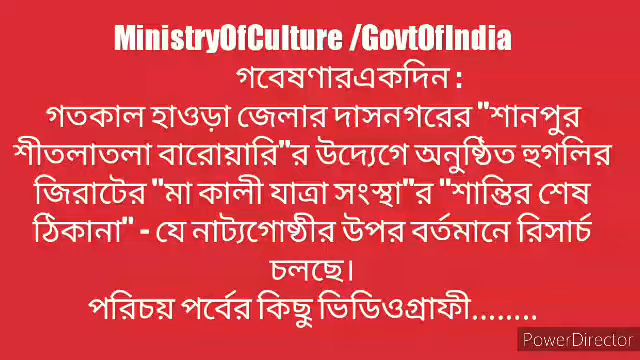 MinistryOfCulture /GovtOfIndia
গবেষণারএকদিন :
গতকাল হাওড়া জেলার দাসনগরের "শানপুর
শীতলাতলা বারোয়ারি"র উদ্যেগে অনুষ্ঠিত হুগলির
জিরাটের "মা কালী যাত্রা সংস্থা"র "শান্তির শেষ
ঠিকানা" - যে নাট্যগোষ্ঠীর উপর বর্তমানে রিসার্চ
চলছে।
পরিচয় পর্বের কিছু ভিডিওগ্রাফী........
PowerDirector